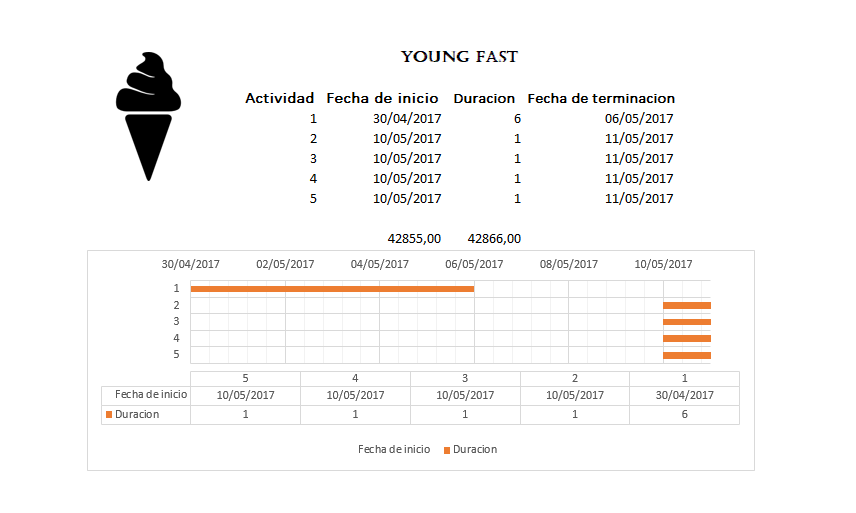 YOUNG FAST
Actividad Fecha de inicio Duracion Fecha de terminacion
1 30/04/2017 6 06/05/2017
2 10/05/2017 1 11/05/2017
3 10/05/2017 1 11/05/2017
4 10/05/2017 1 11/05/2017
5 10/05/2017 1 11/05/2017
42855,00 42866,00
30/04/2017 02/05/2017 04/05/2017 06/05/2017 08/05/2017 10/05/2017
1
2
3
4
5
5 4 3 2 1
Fecha de inicio 10/05/2017 10/05/2017 10/05/2017 10/05/2017 30/04/2017
Duracion 1 1 1 1 6
Fecha de inicio Duracion